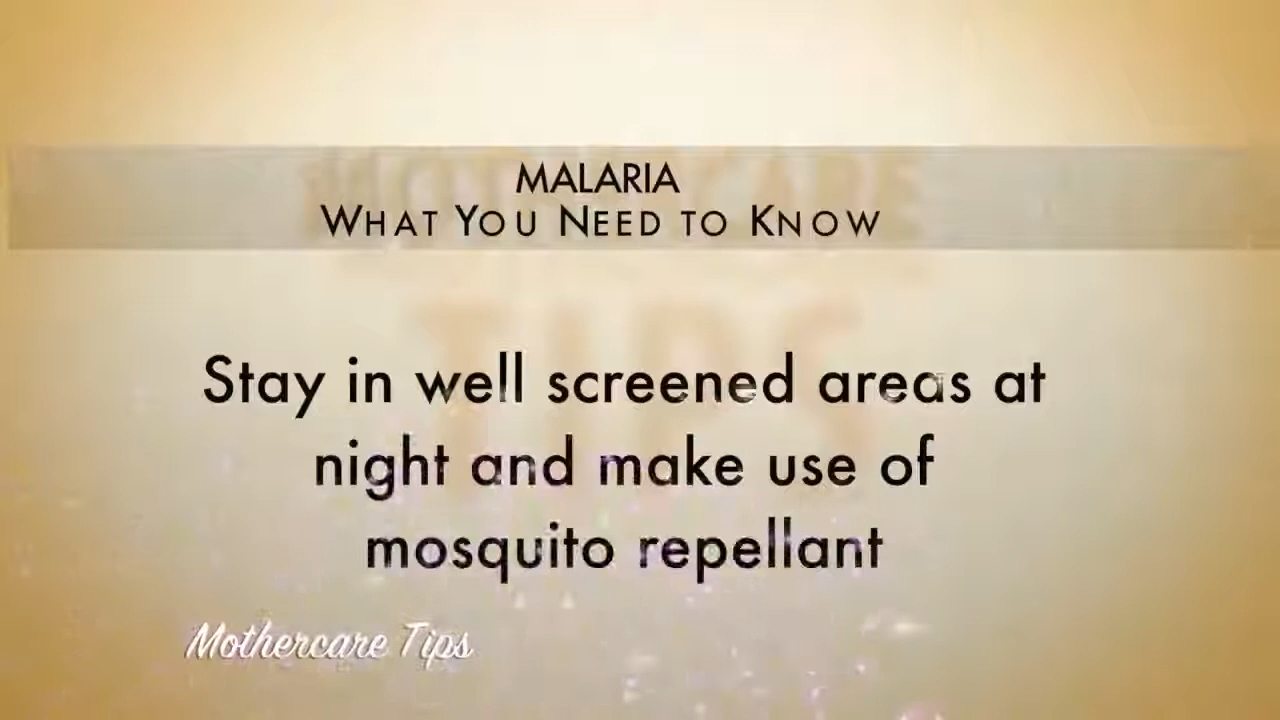 MALARIA
WHAT YOU NEED TO KNOW
Stay in well screened areas at
night and make use of
mosquito repellant
Mothercare Tips